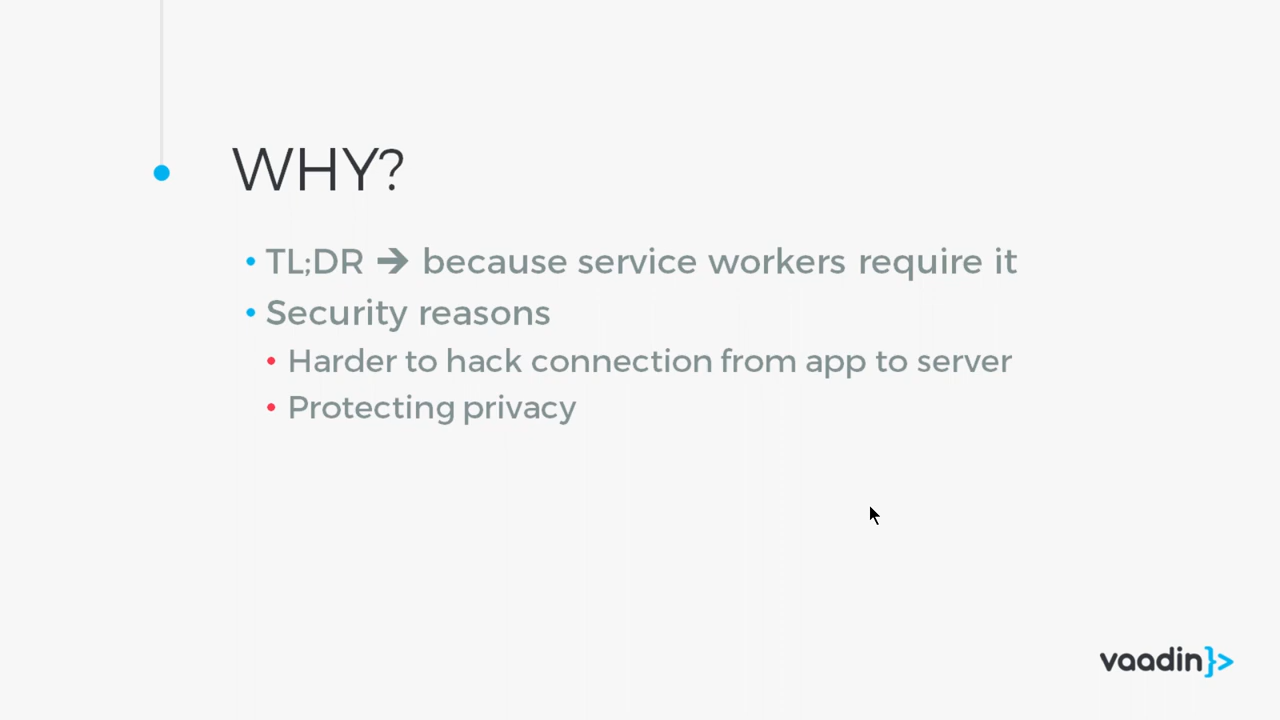 WHY?
• TL;DR ➔ because service workers require it
• Security reasons
• Harder to hack connection from app to server
• Protecting privacy
vaadin}>